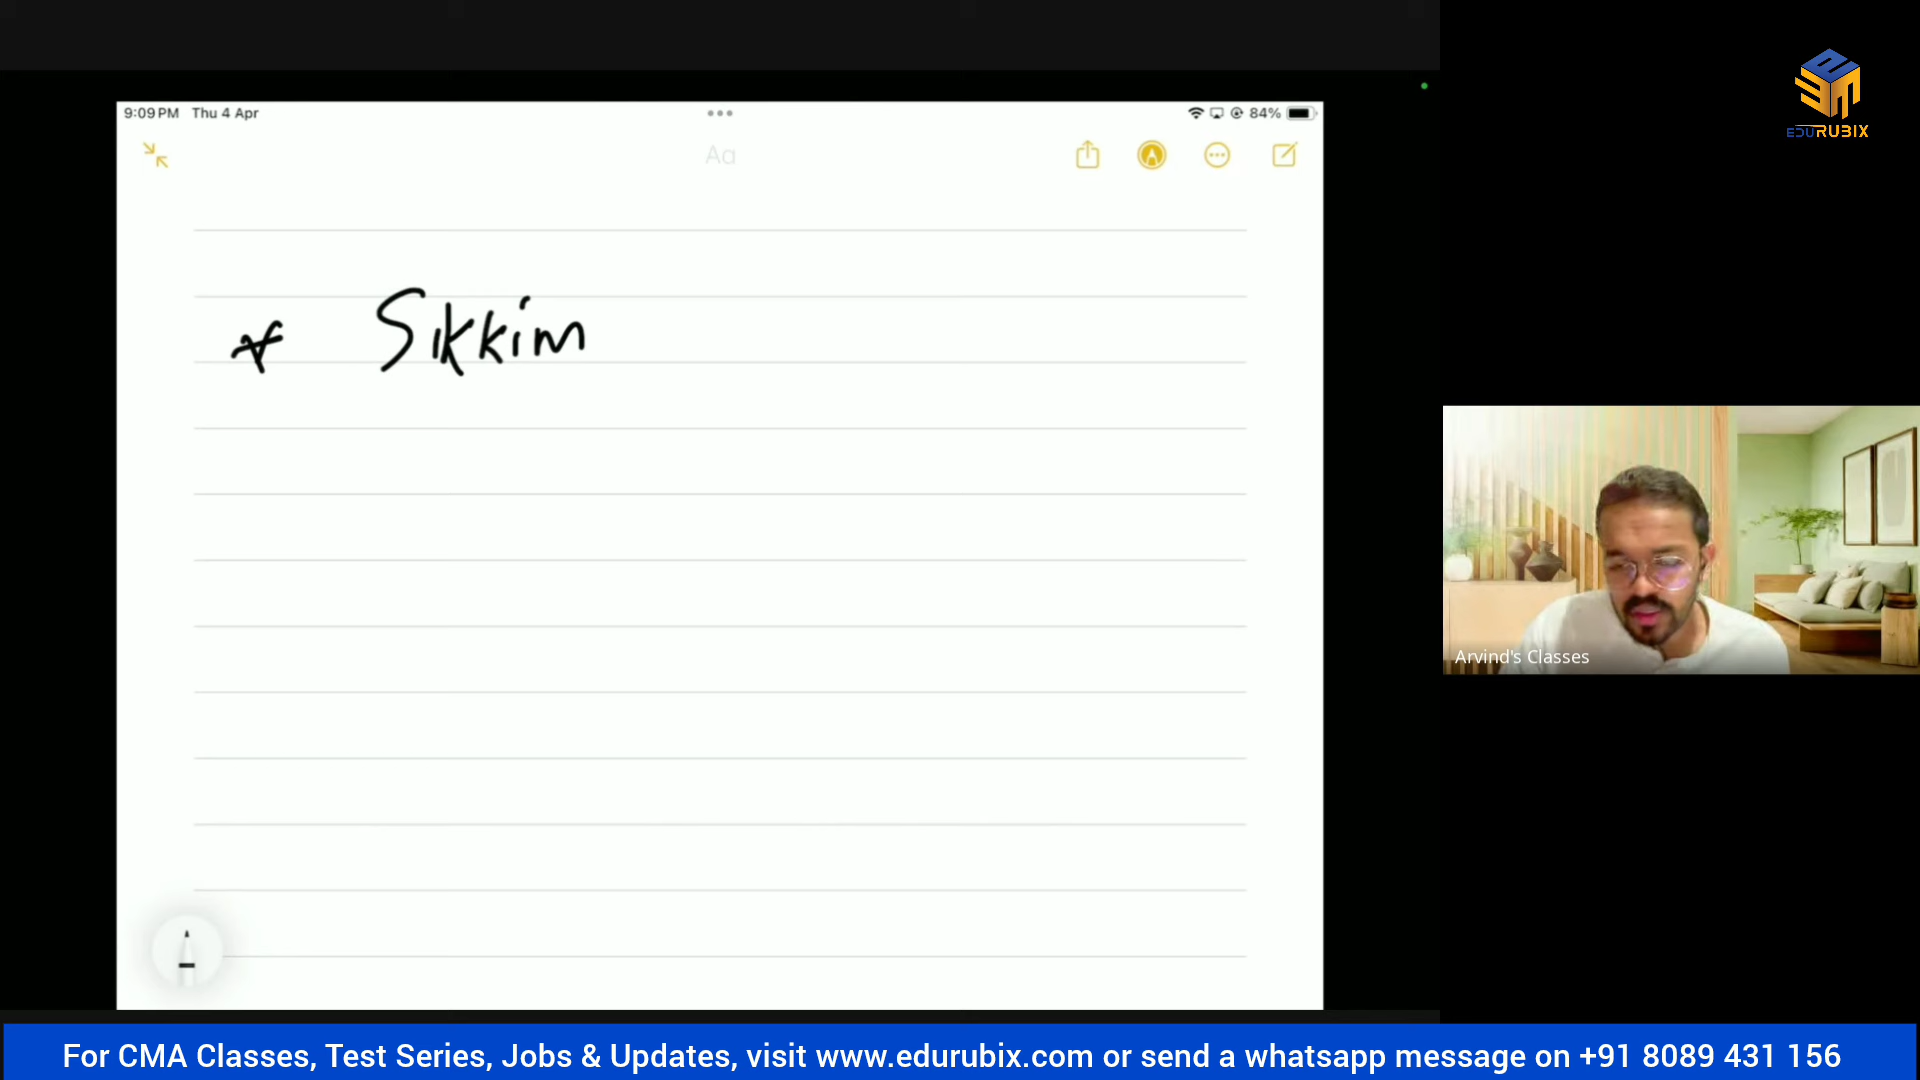 9:09 PM Thu 4 Apr
84%
Aa
* Sikkim
EDURUBIX
Arvind's Classes
For CMA Classes, Test Series, Jobs & Updates, visit www.edurubix.com or send a whatsapp message on +91 8089 431 156